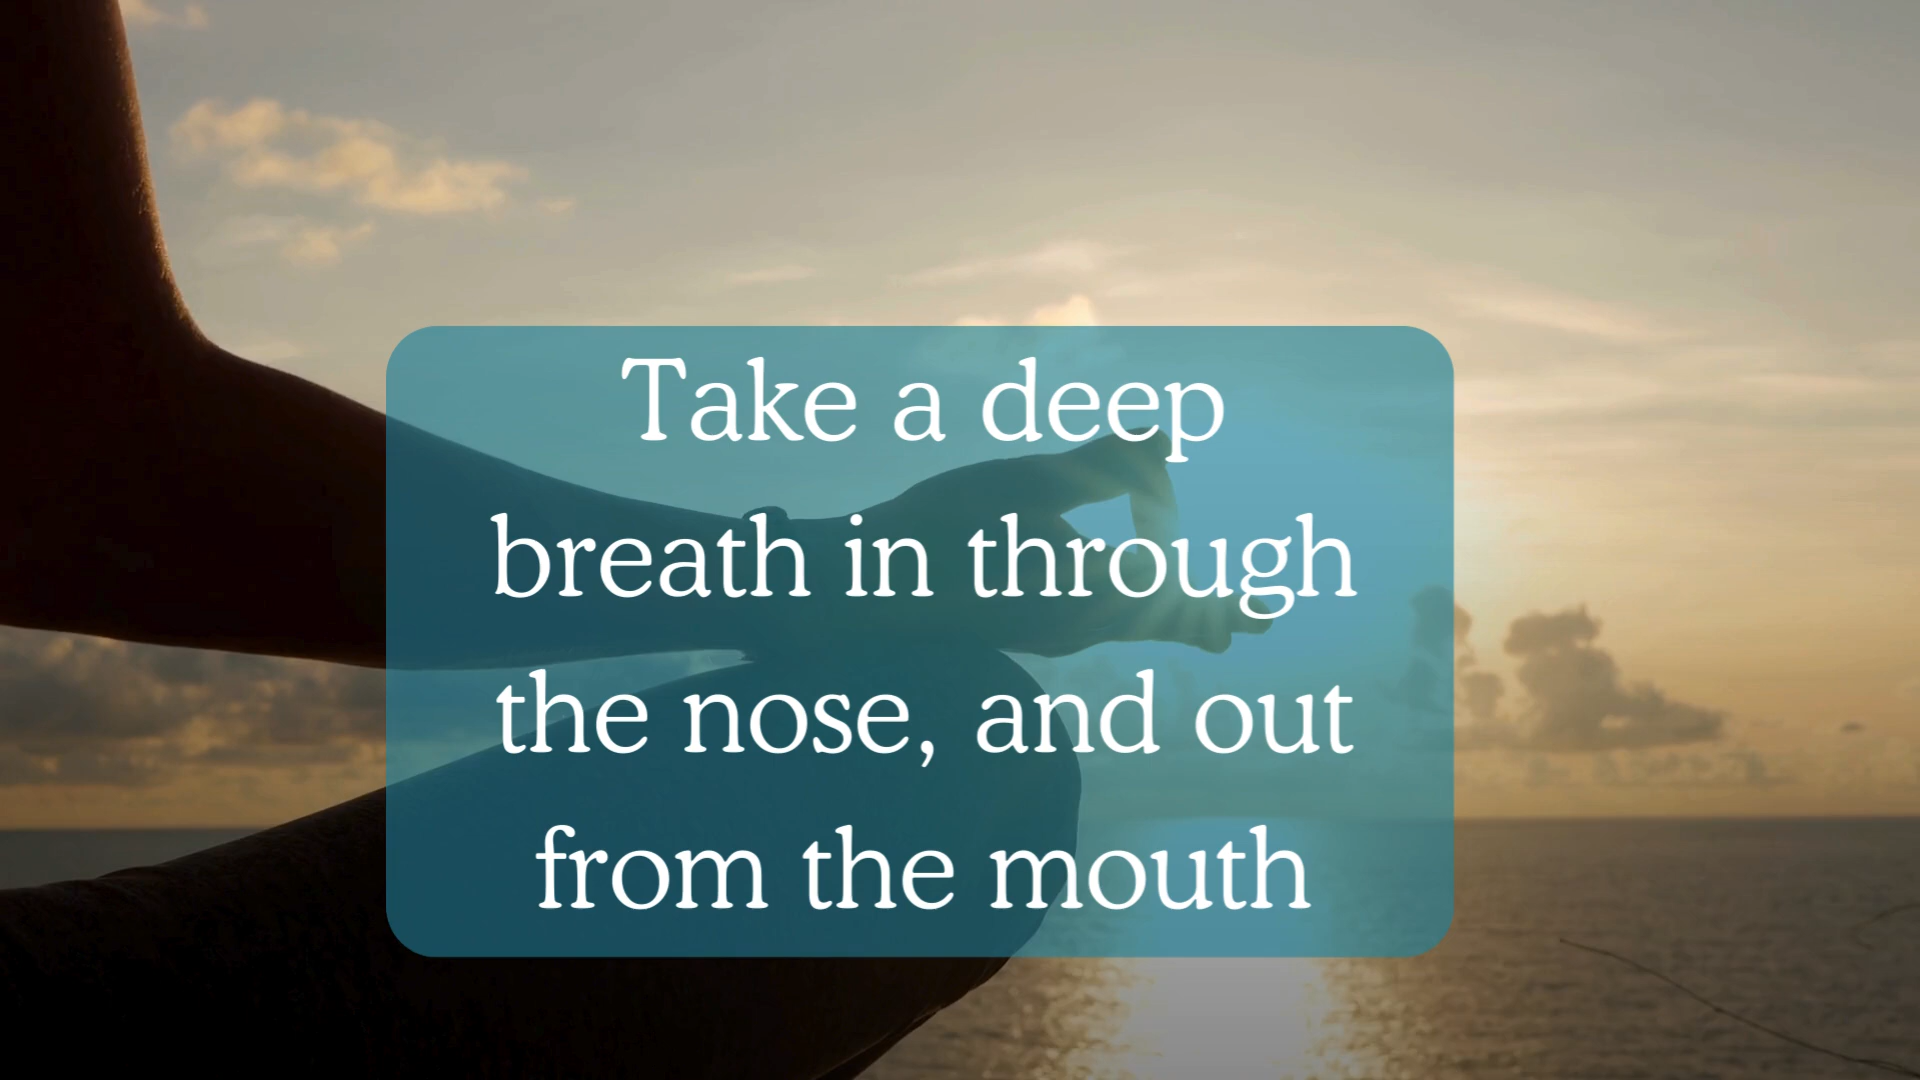 Take a deep
breath in through
the nose, and out
from the mouth